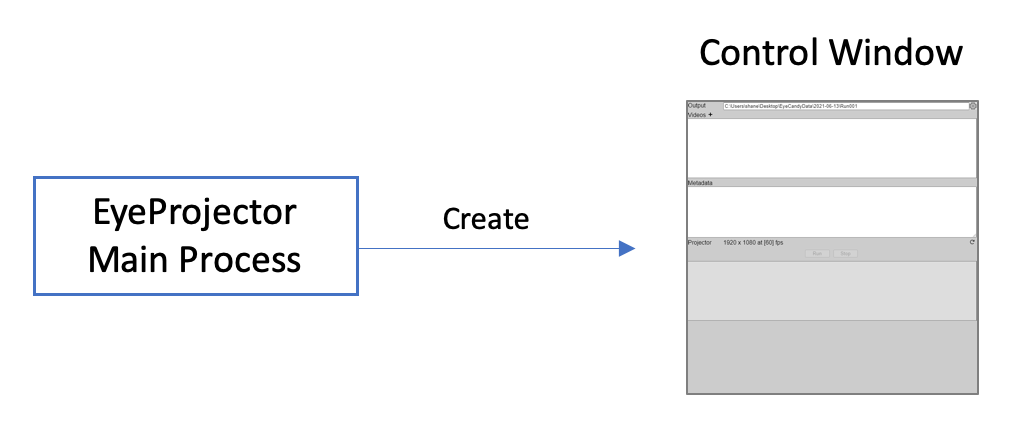 Control Window
Output C:\Users\shane\Desktop\EyeCandyData\2021-06-13\Run001
Videos +
Metadata
EyeProjector
Main Process
Create
Projector 1920 x 1080 at [60] fps
Run Stop